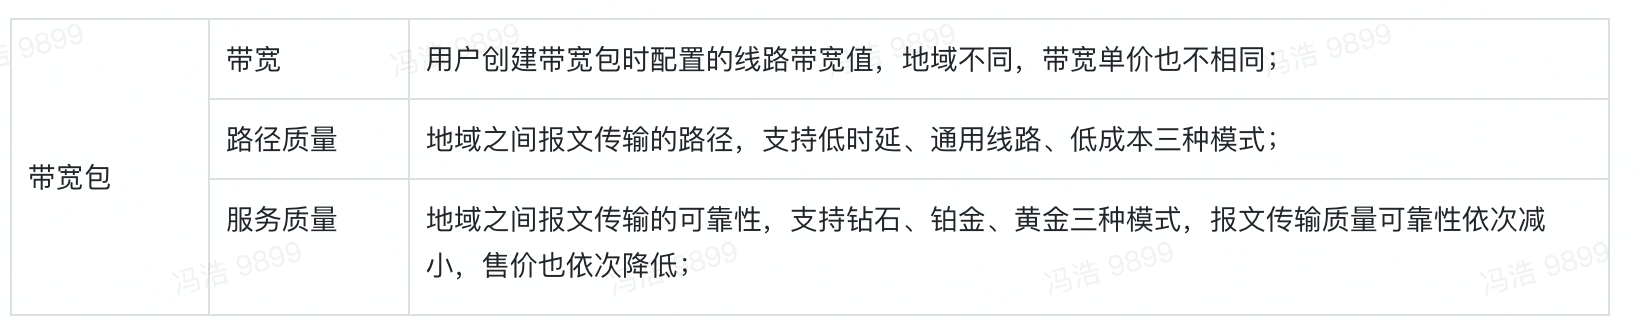 冯浩 9899
冯浩 9899
冯浩 9899
冯浩 9899
带宽
用户创建带宽包时配置的线路带宽值，地域不同，带宽单价也不相同；
路径质量
地域之间报文传输的路径，支持低时延、通用线路、低成本三种模式；
带宽包
服务质量
地域之间报文传输的可靠性，支持钻石、铂金、黄金三种模式，报文传输质量可靠性依次减
小，售价也依次降低；
冯浩 9899
冯浩 9899
冯浩 9899
冯浩 9899